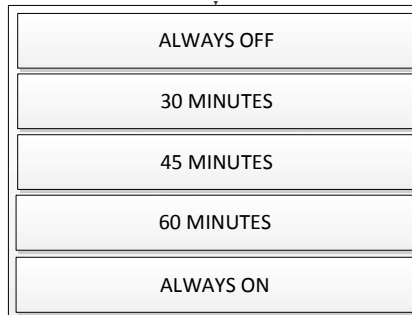 ALWAYS OFF
30 MINUTES
45 MINUTES
60 MINUTES
ALWAYS ON